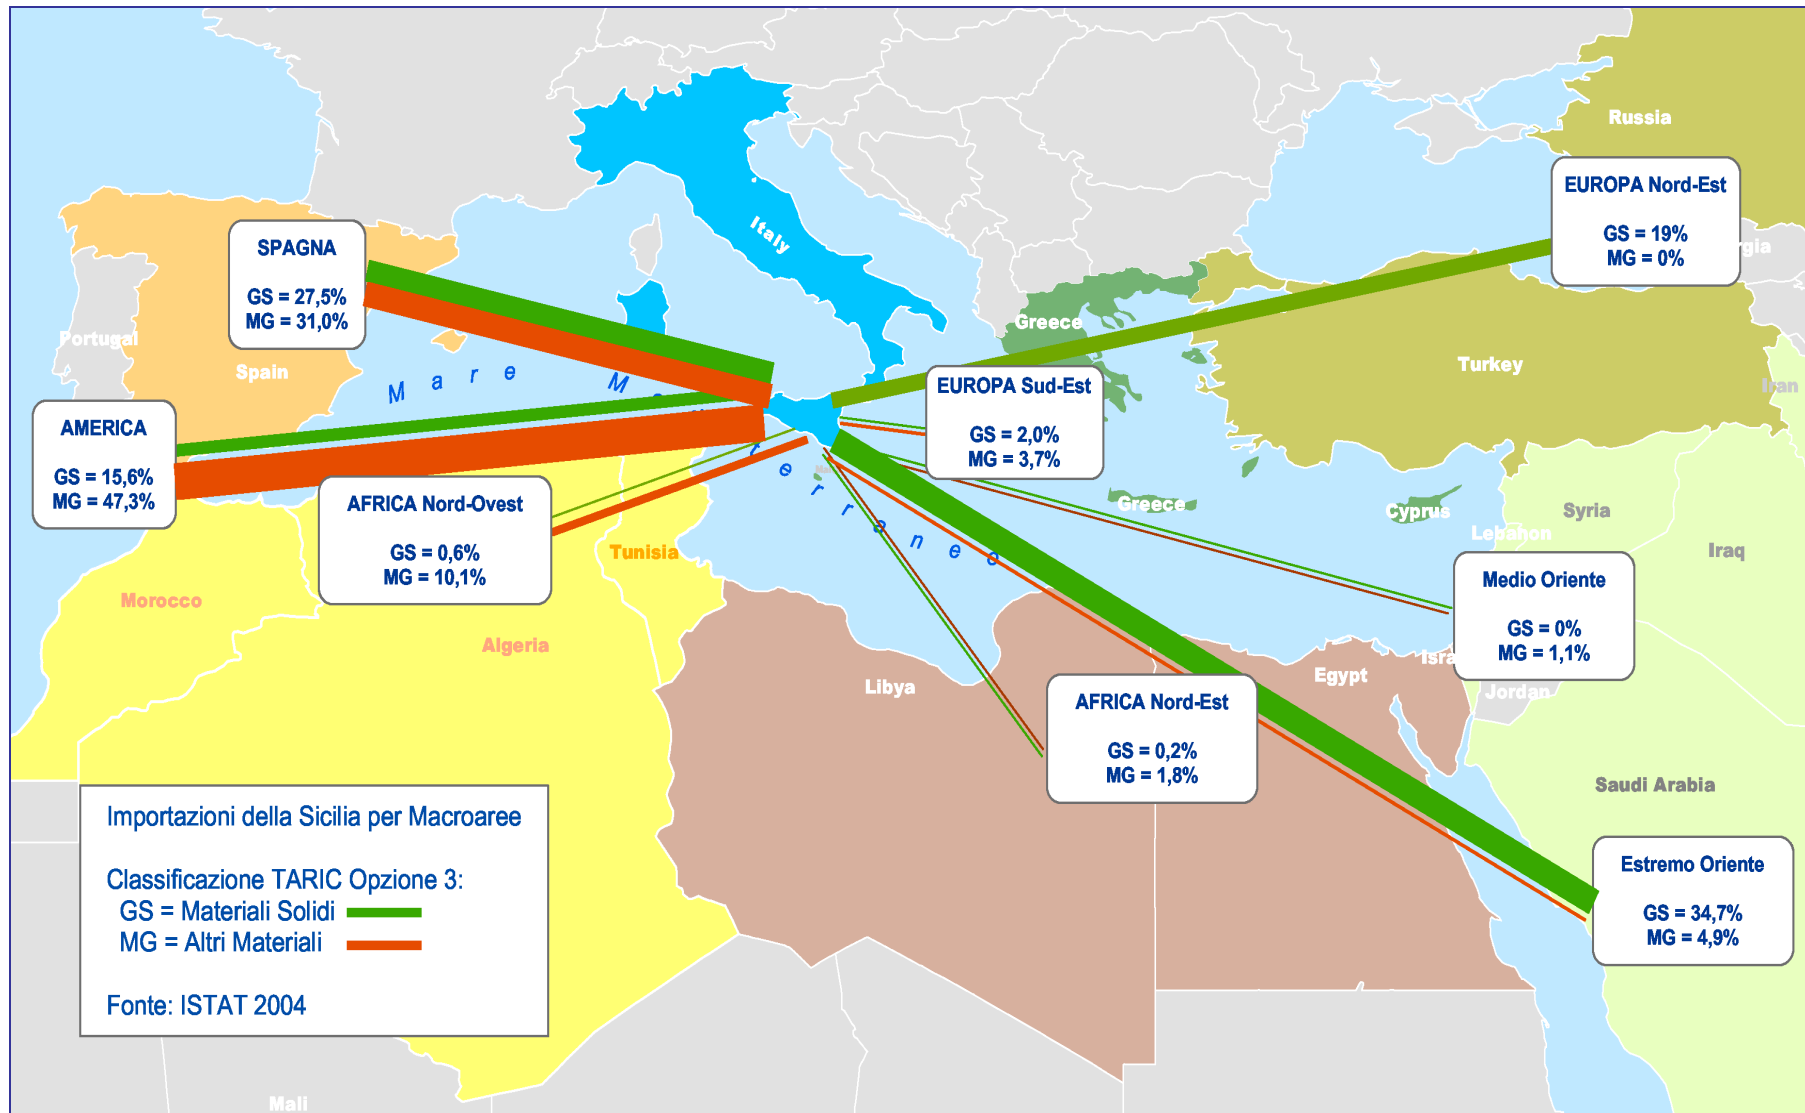 Russia
EUROPA Nord-Est
GS = 19%
MG = 0%
rgia
Italy
SPAGNA
GS = 27,5%
MG = 31,0%
Portugal
Spain
Greece
Turkey
Iran
Mare Mediterraneo
EUROPA Sud-Est
GS = 2,0%
MG = 3,7%
AMERICA
GS = 15,6%
MG = 47,3%
AFRICA Nord-Ovest
GS = 0,6%
MG = 10,1%
Greece
Cyprus
Syria
Lebanon
Iraq
Tunisia
Morocco
Algeria
Medio Oriente
GS = 0%
MG = 1,1%
Libya
Egypt
Isra
Jordan
AFRICA Nord-Est
GS = 0,2%
MG = 1,8%
Saudi Arabia
Importazioni della Sicilia per Macroaree
Classificazione TARIC Opzione 3:
GS = Materiali Solidi
MG = Altri Materiali
Fonte: ISTAT 2004
Estremo Oriente
GS = 34,7%
MG = 4,9%
Mali